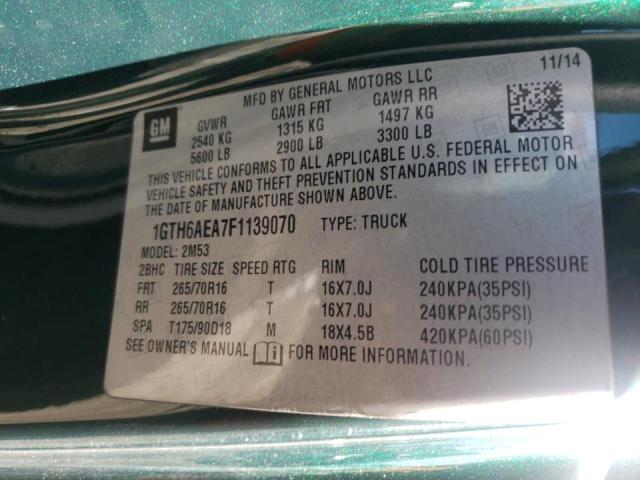 MFD BY GENERAL MOTORS LLC 11/14
GM
GVWR GAWR FRT GAWR RR
2540 KG 1315 KG 1497 KG
5600 LB 2900 LB 3300 LB
THIS VEHICLE CONFORMS TO ALL APPLICABLE U.S. FEDERAL MOTOR
VEHICLE SAFETY AND THEFT PREVENTION STANDARDS IN EFFECT ON
THE DATE OF MANUFACTURE SHOWN ABOVE.
1GTH6AEA7F1139070 TYPE: TRUCK
MODEL: 2M53
2BHC TIRE SIZE SPEED RTG RIM COLD TIRE PRESSURE
FRT 265/70R16 T 16X7.0J 240KPA(35PSI)
RR 265/70R16 T 16X7.0J 240KPA(35PSI)
SPA T175/90D18 M 18X4.5B 420KPA(60PSI)
SEE OWNER'S MANUAL FOR MORE INFORMATION.